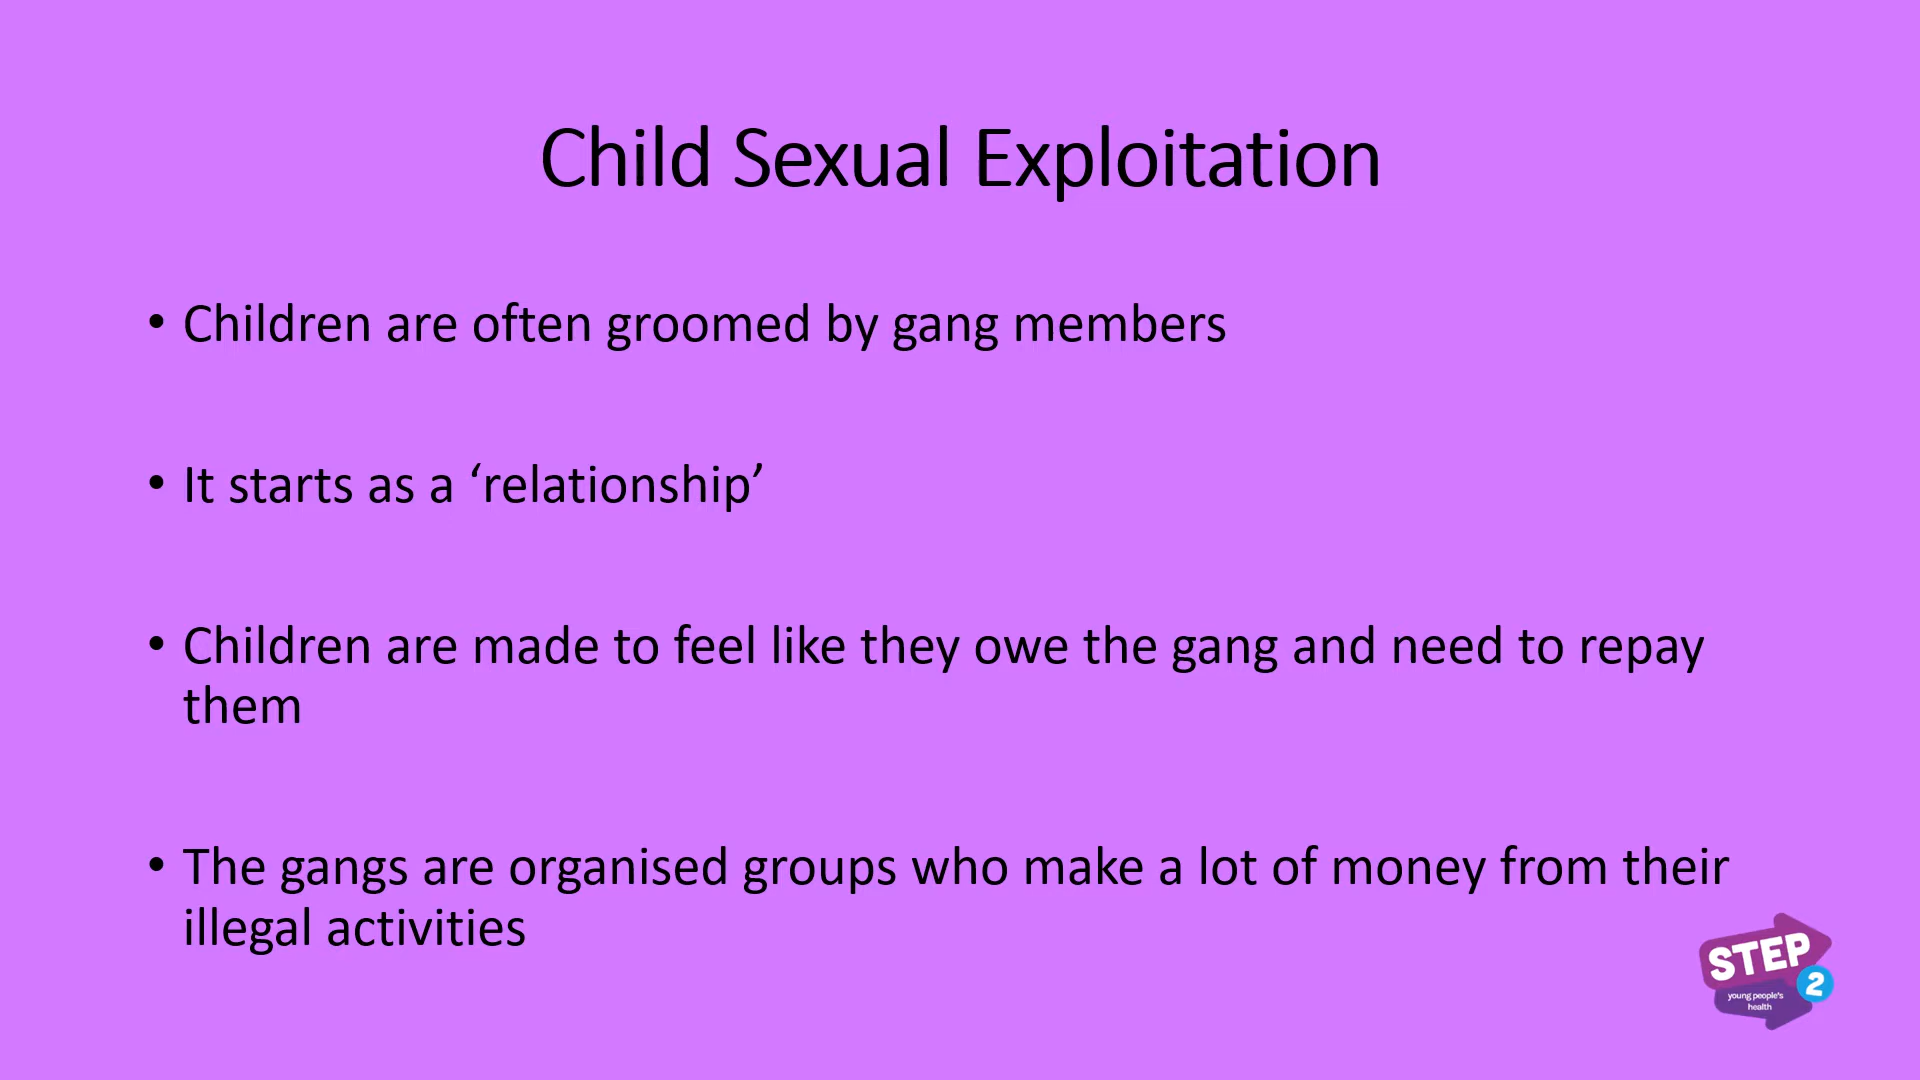 Child Sexual Exploitation
• Children are often groomed by gang members
• It starts as a ‘relationship’
• Children are made to feel like they owe the gang and need to repay
them
• The gangs are organised groups who make a lot of money from their
illegal activities
STEP
2
young people's
health